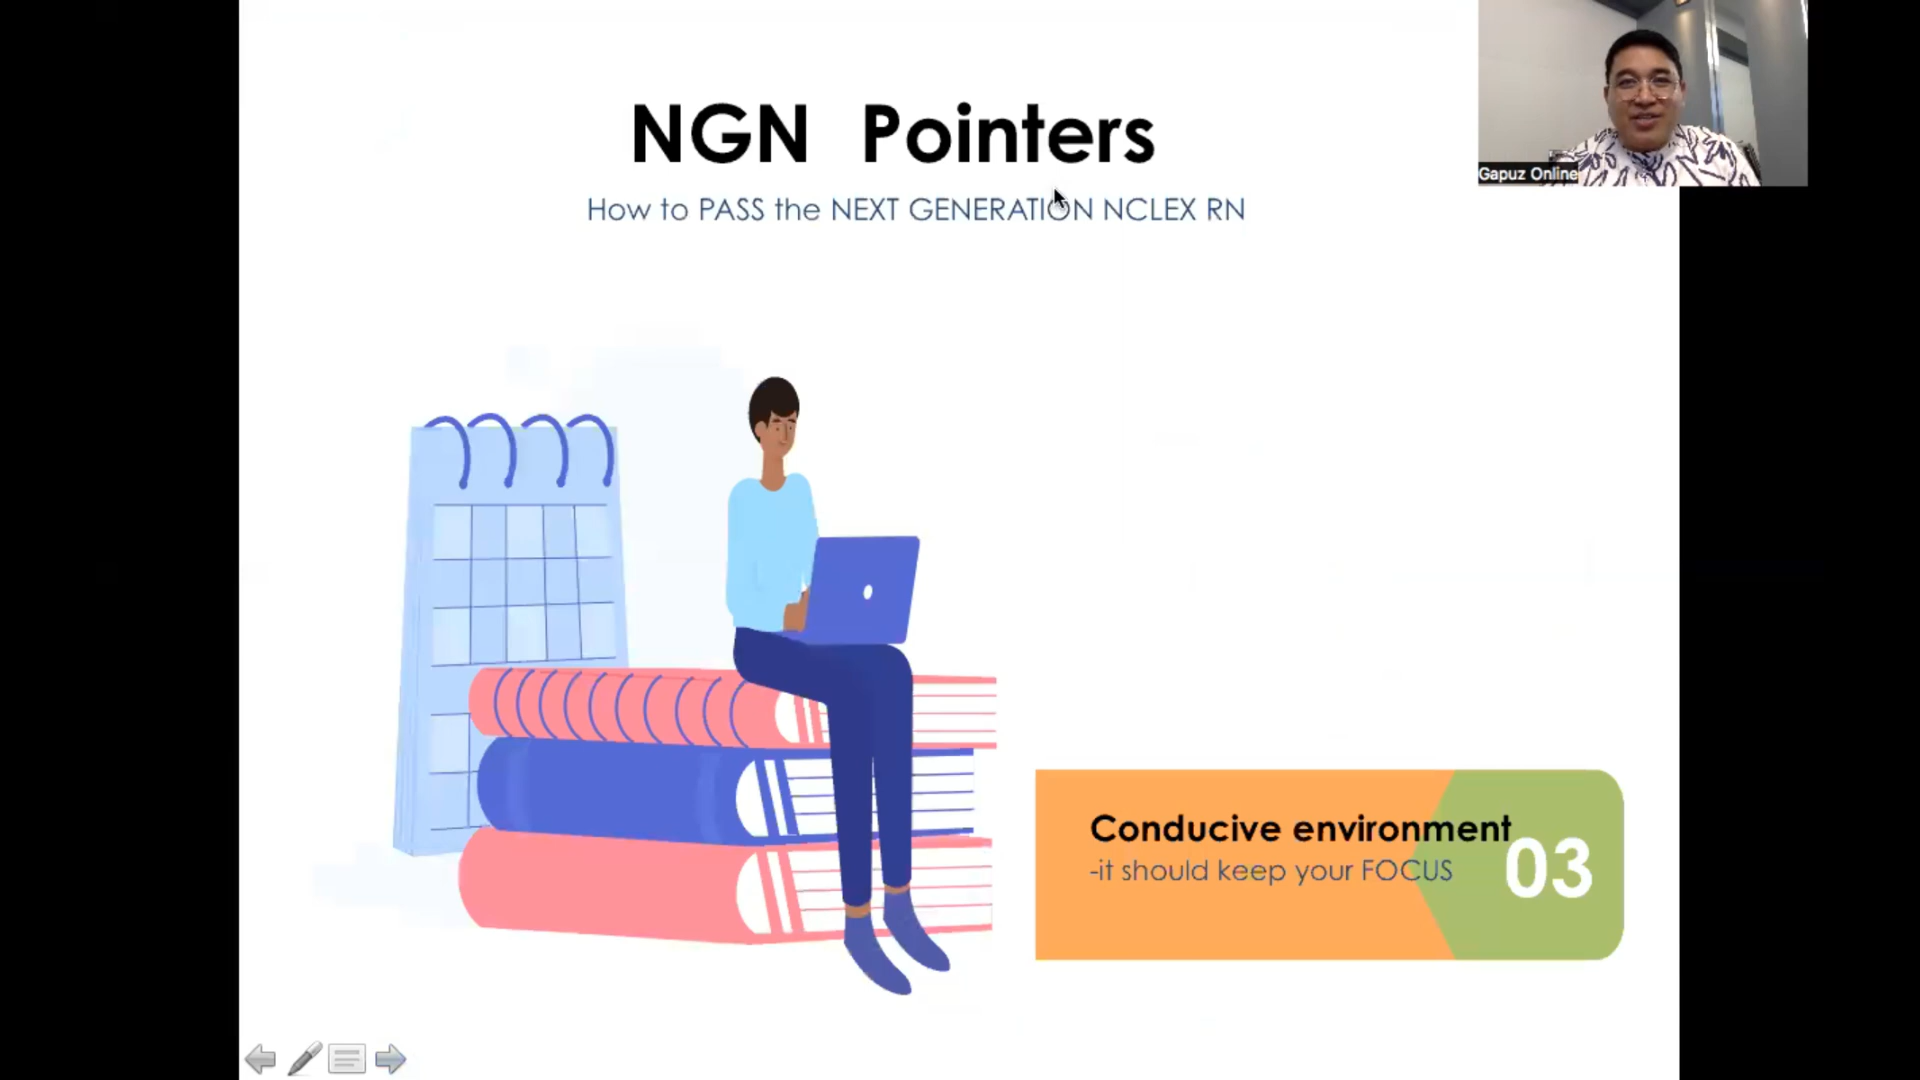 NGN Pointers
How to PASS the NEXT GENERATION NCLEX RN
Gapuz Online
Conducive environment
-it should keep your FOCUS
03